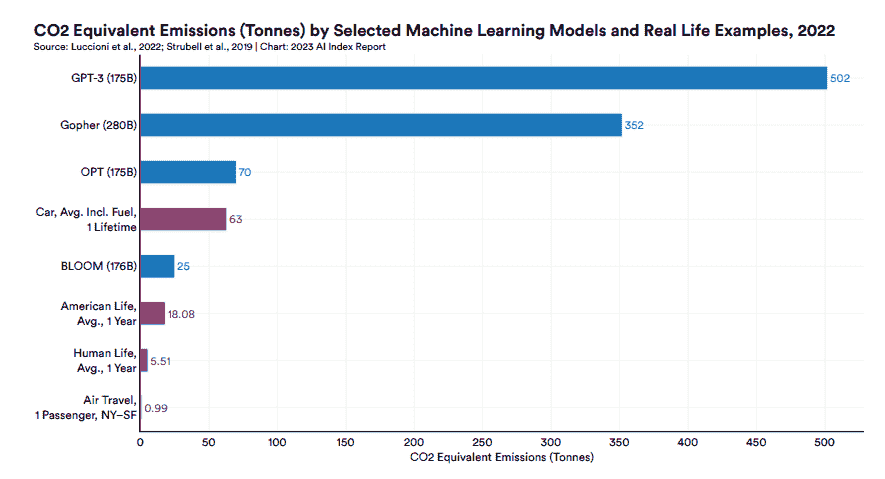 CO2 Equivalent Emissions (Tonnes) by Selected Machine Learning Models and Real Life Examples, 2022
Source: Luccioni et al., 2022; Strubell et al., 2019 | Chart: 2023 AI Index Report
GPT-3 (175B)
502
Gopher (280B)
352
OPT (175B)
70
Car, Avg. Incl. Fuel,
1 Lifetime
63
BLOOM (176B)
25
American Life,
Avg., 1 Year
18.08
Human Life,
Avg., 1 Year
5.51
Air Travel,
1 Passenger, NY–SF
0.99
0 50 100 150 200 250 300 350 400 450 500
CO2 Equivalent Emissions (Tonnes)